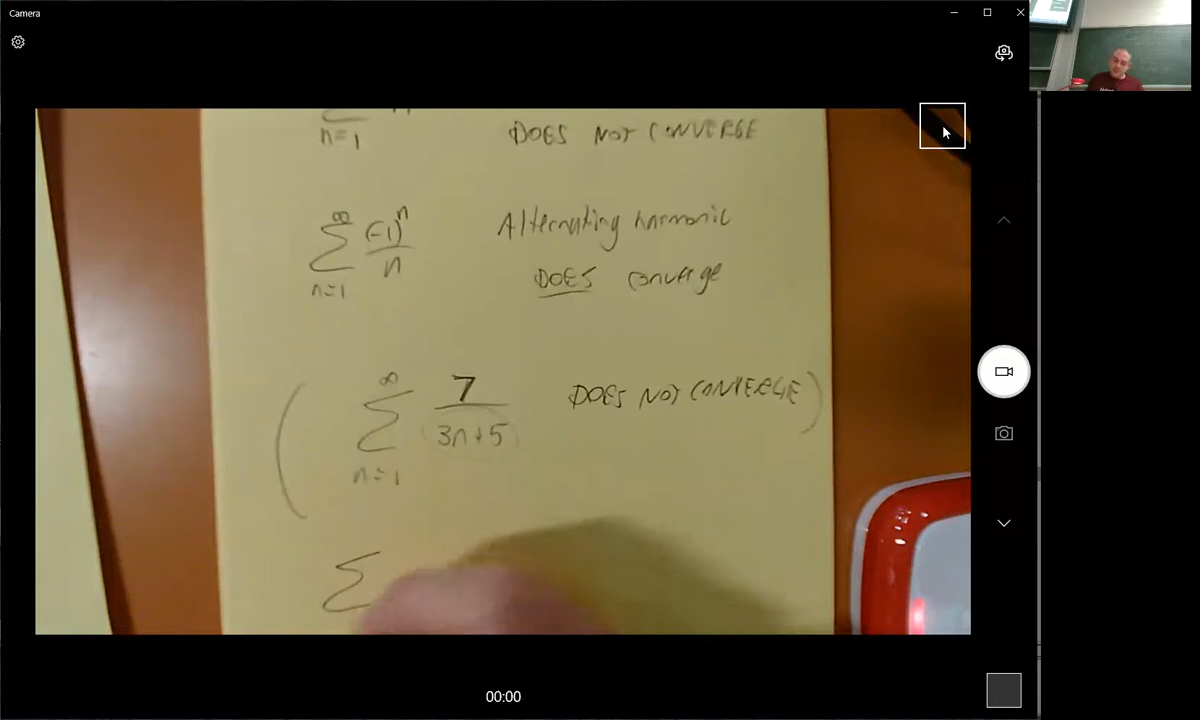 Camera
n=1
DOES NOT CONVERGE
∞
∑ (-1)^n / n
n=1
Alternating harmonic
DOES converge
( ∞
∑ 7 / 3n+5
n=1
DOES NOT CONVERGE )
∑
00:00